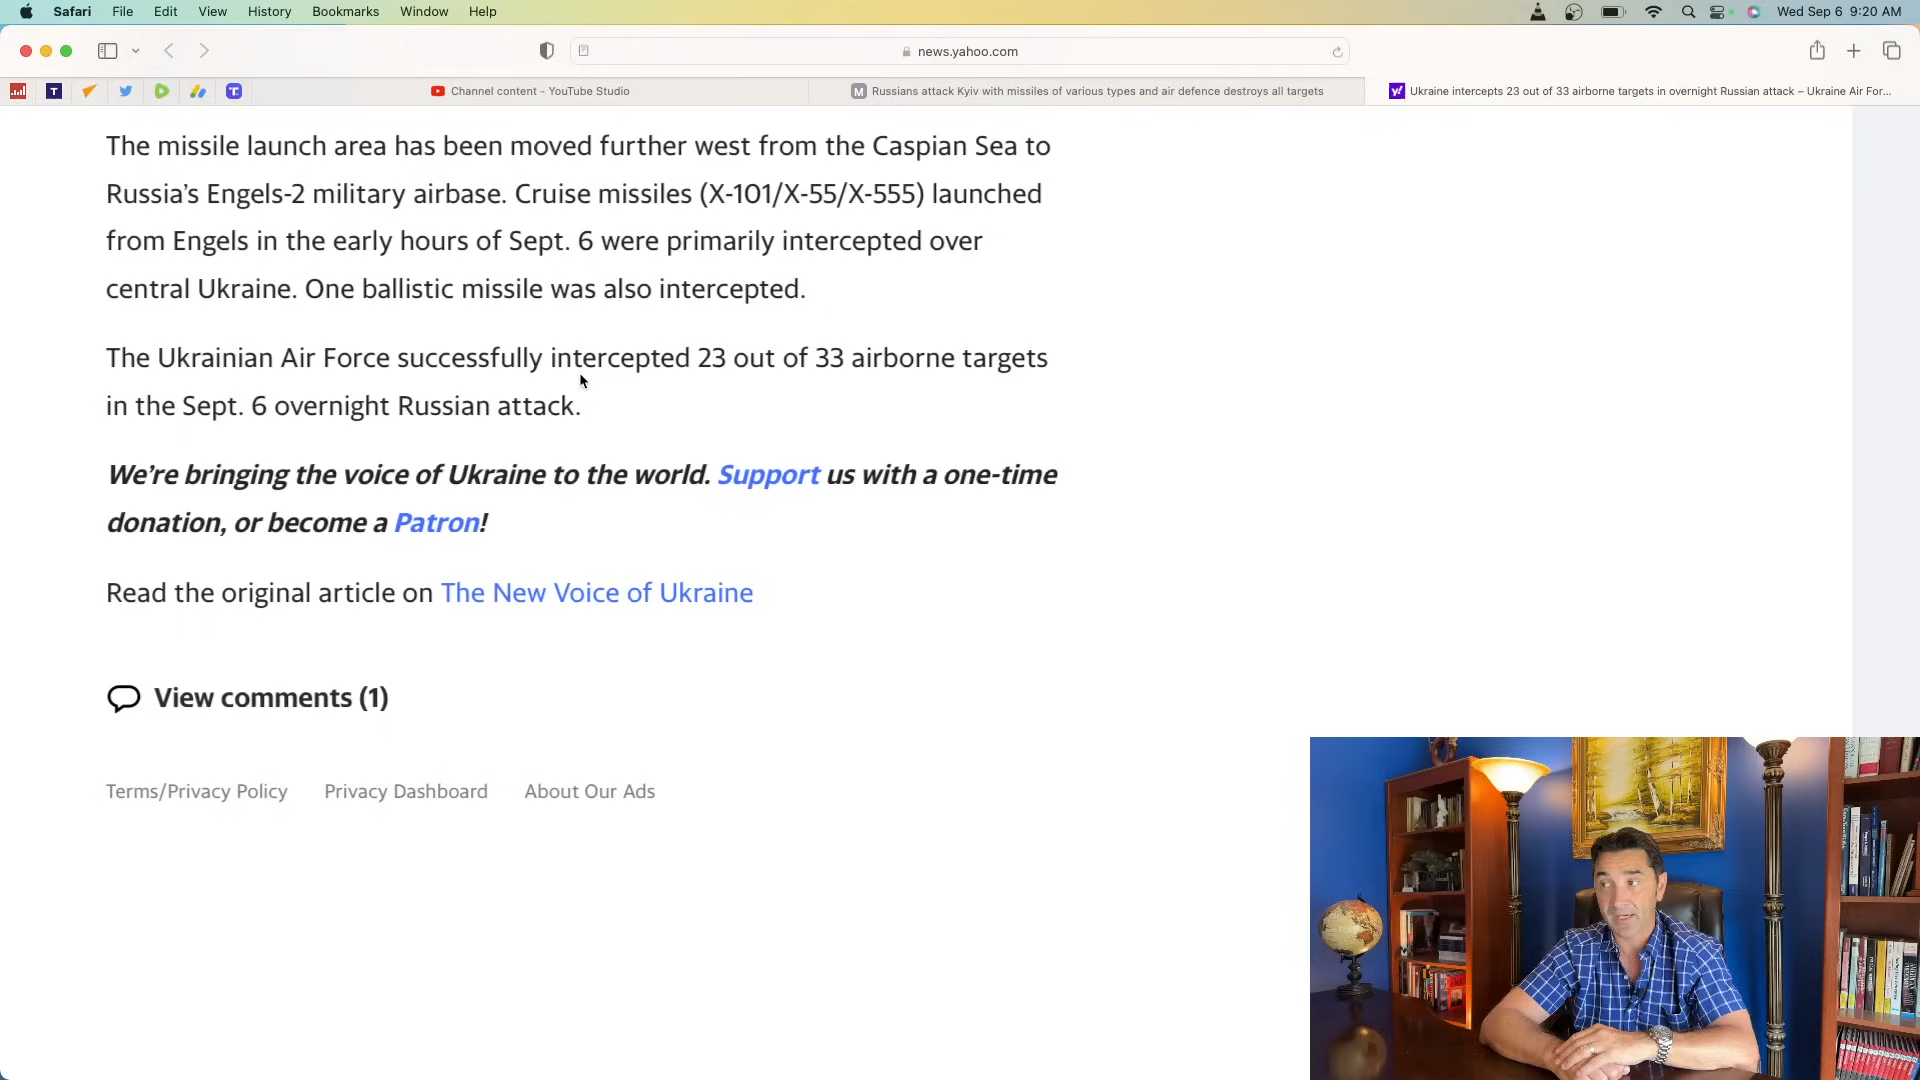 Safari File Edit View History Bookmarks Window Help Wed Sep 6 9:20 AM
news.yahoo.com
Channel content - YouTube Studio
Russians attack Kyiv with missiles of various types and air defence destroys all targets
Ukraine intercepts 23 out of 33 airborne targets in overnight Russian attack – Ukraine Air For...
The missile launch area has been moved further west from the Caspian Sea to
Russia’s Engels-2 military airbase. Cruise missiles (X-101/X-55/X-555) launched
from Engels in the early hours of Sept. 6 were primarily intercepted over
central Ukraine. One ballistic missile was also intercepted.
The Ukrainian Air Force successfully intercepted 23 out of 33 airborne targets
in the Sept. 6 overnight Russian attack.
We’re bringing the voice of Ukraine to the world. Support us with a one-time
donation, or become a Patron!
Read the original article on The New Voice of Ukraine
View comments (1)
Terms/Privacy Policy Privacy Dashboard About Our Ads